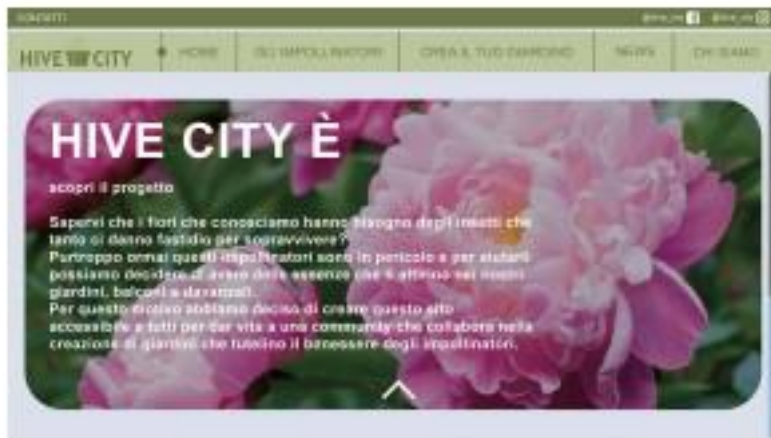 CONTATTI
HIVE CITY
HOME
GLI IMPOLLINATORI
CREA IL TUO GIARDINO
NEWS
CHI SIAMO
HIVE CITY È
scopri il progetto
Sapevi che i fiori che conosciamo hanno bisogno degli insetti che
tanto ci danno fastidio per sopravvivere?
Purtroppo ormai questi impollinatori sono in pericolo e per aiutarli
possiamo decidere di avere delle essenze che li attirino nei nostri
giardini, balconi e davanzali.
Per questo motivo abbiamo deciso di creare questo sito
accessibile a tutti per dar vita a una community che collabora nella
creazione di giardini che tutelino il benessere degli impollinatori.